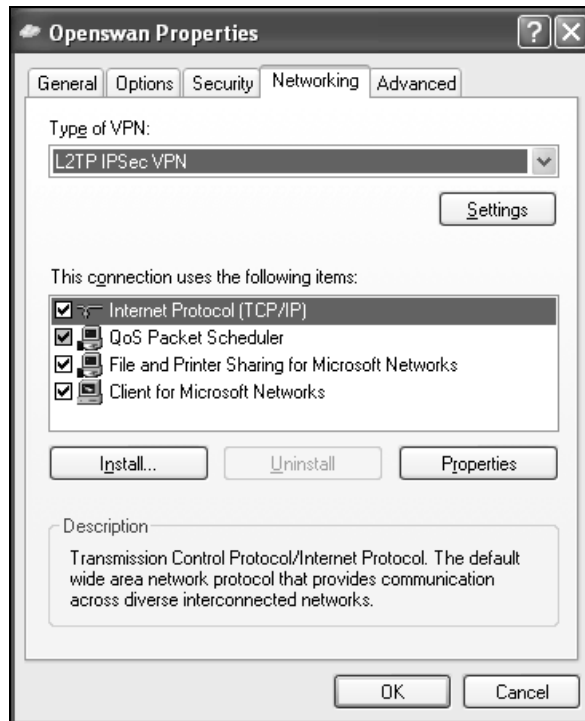 Openswan Properties
General Options Security Networking Advanced
Type of VPN:
L2TP IPSec VPN
Settings
This connection uses the following items:
Internet Protocol (TCP/IP)
QoS Packet Scheduler
File and Printer Sharing for Microsoft Networks
Client for Microsoft Networks
Install... Uninstall Properties
Description
Transmission Control Protocol/Internet Protocol. The default
wide area network protocol that provides communication
across diverse interconnected networks.
OK Cancel